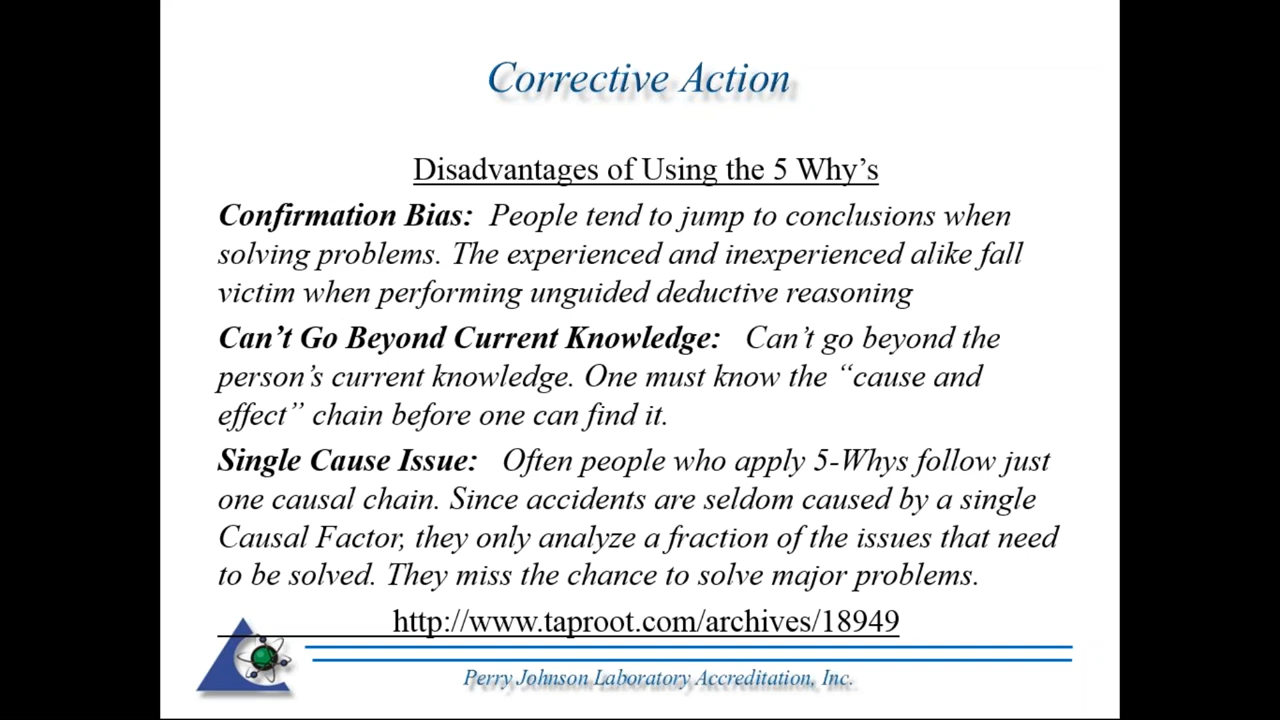 Corrective Action
Disadvantages of Using the 5 Why’s
Confirmation Bias: People tend to jump to conclusions when
solving problems. The experienced and inexperienced alike fall
victim when performing unguided deductive reasoning
Can’t Go Beyond Current Knowledge: Can’t go beyond the
person’s current knowledge. One must know the “cause and
effect” chain before one can find it.
Single Cause Issue: Often people who apply 5-Whys follow just
one causal chain. Since accidents are seldom caused by a single
Causal Factor, they only analyze a fraction of the issues that need
to be solved. They miss the chance to solve major problems.
http://www.taproot.com/archives/18949
Perry Johnson Laboratory Accreditation, Inc.